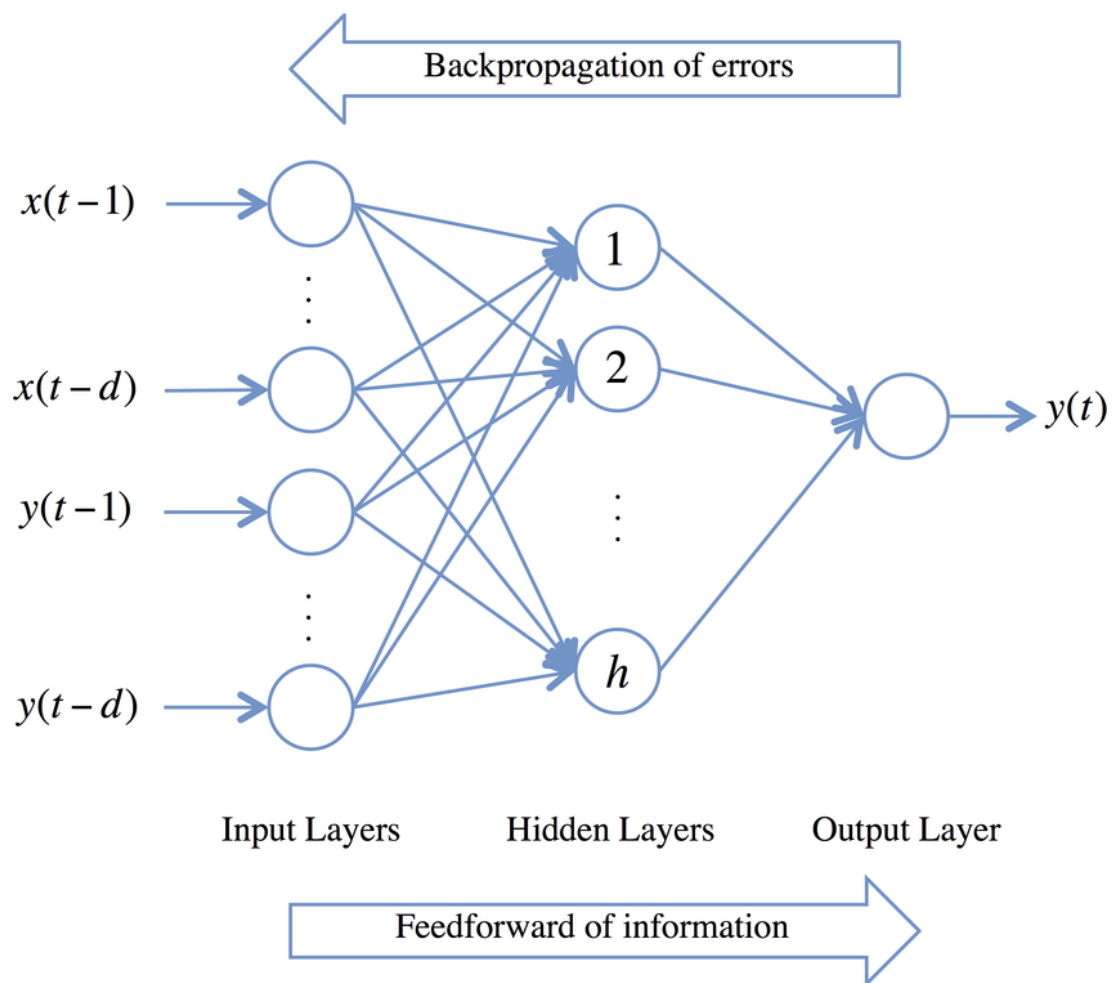 Backpropagation of errors
x(t−1)
1
⋮
2
x(t−d)
y(t)
y(t−1)
⋮
⋮
h
y(t−d)
Input Layers Hidden Layers Output Layer
Feedforward of information